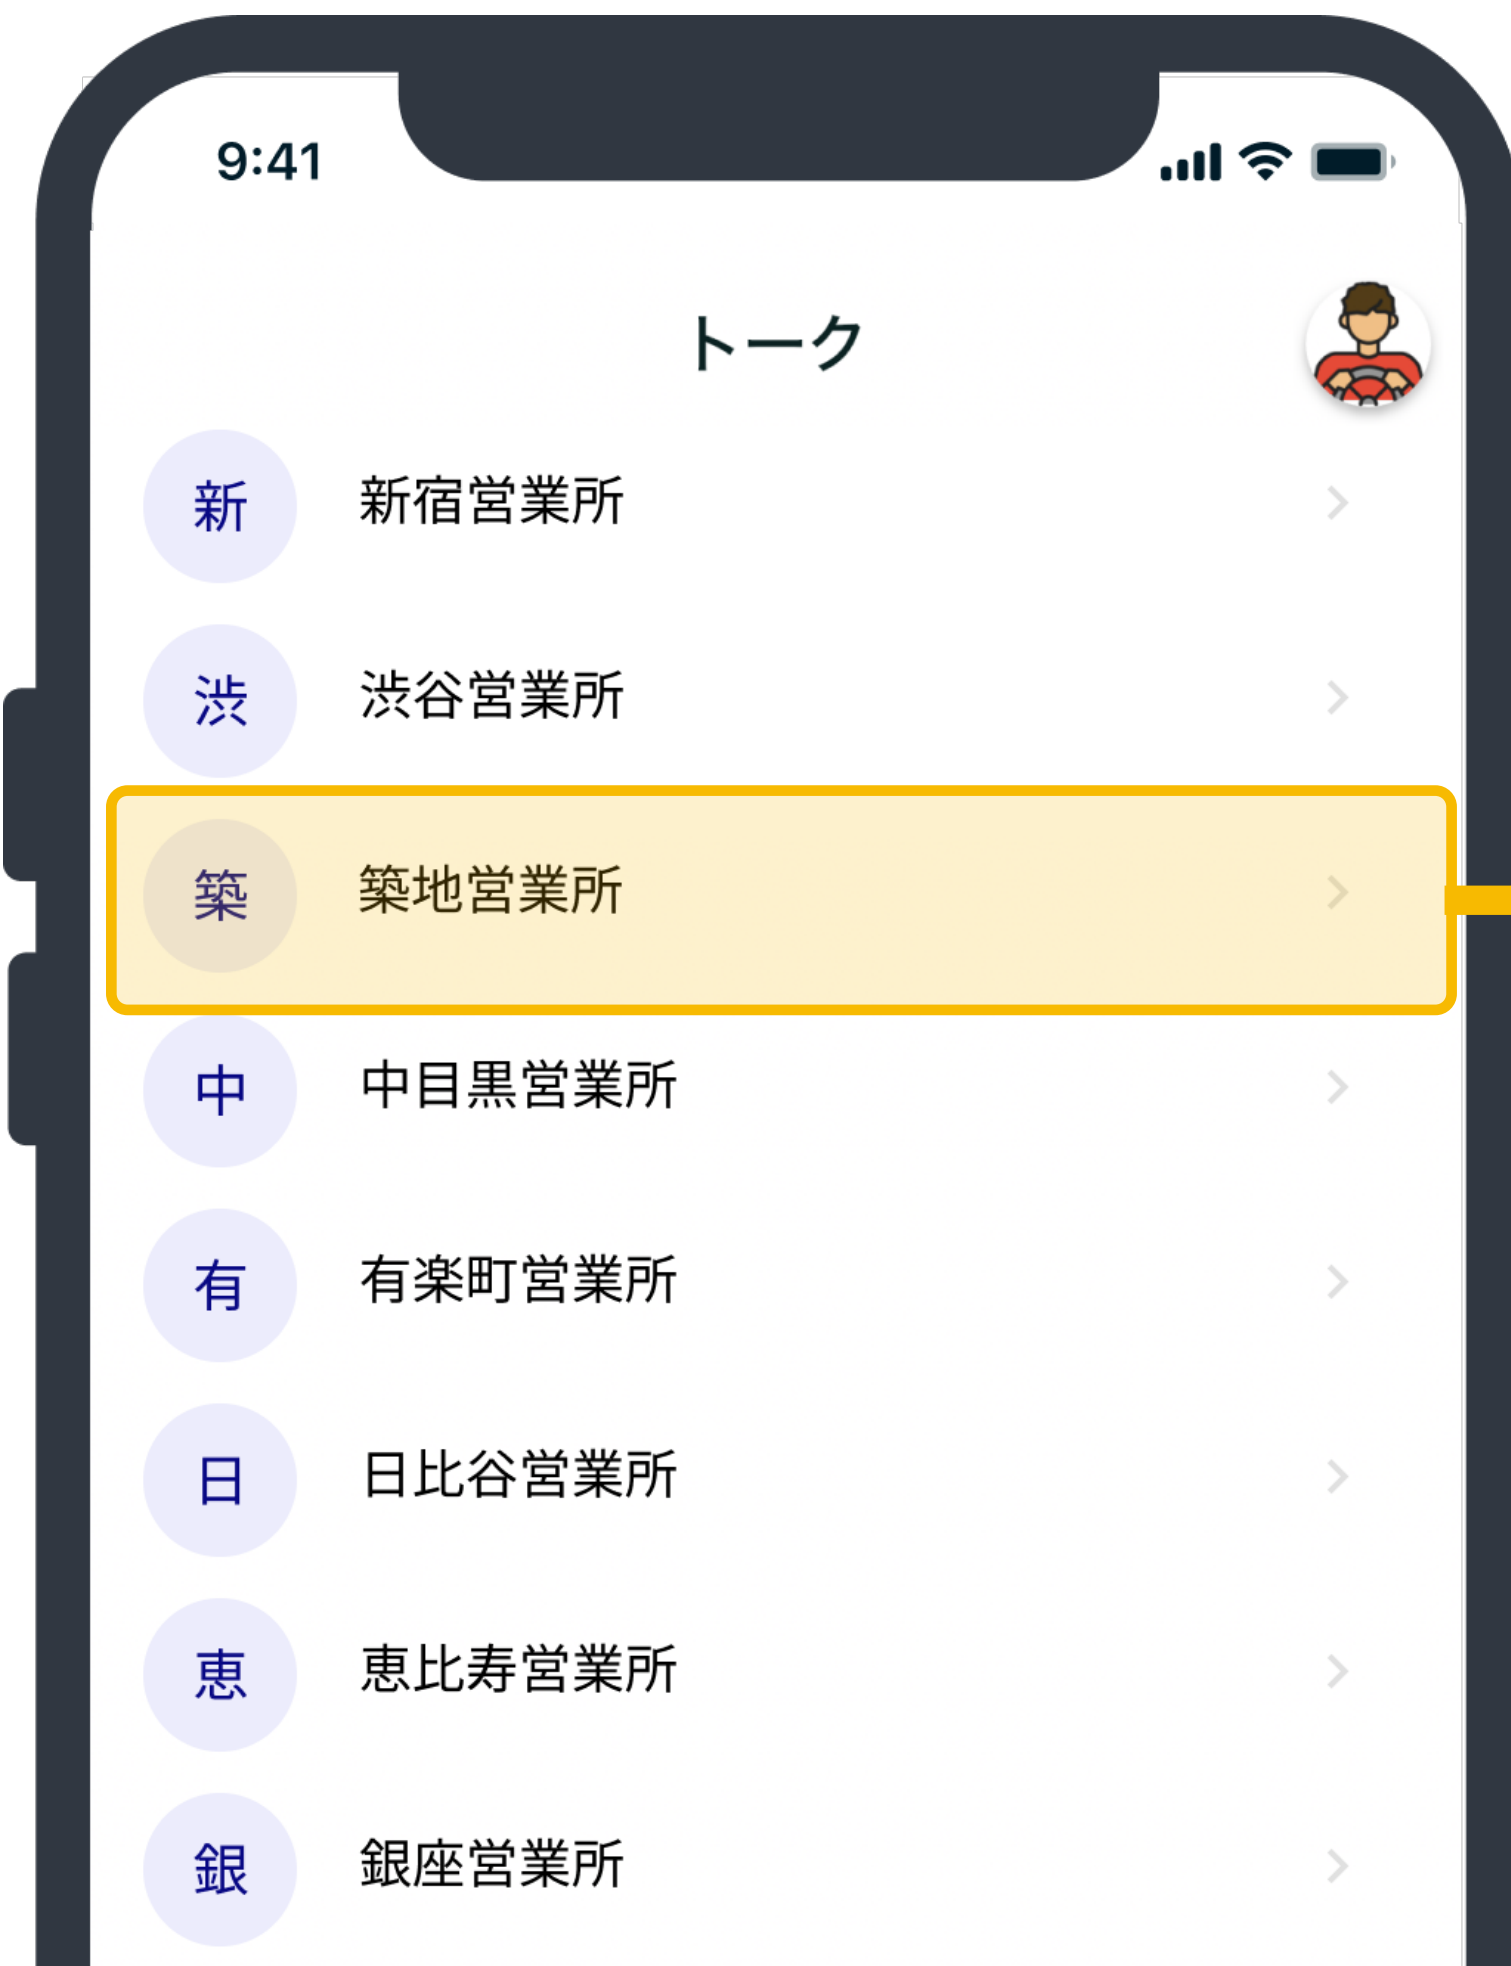 9:41
トーク
新 新宿営業所
渋 渋谷営業所
築 築地営業所
中 中目黒営業所
有 有楽町営業所
日 日比谷営業所
恵 恵比寿営業所
銀 銀座営業所